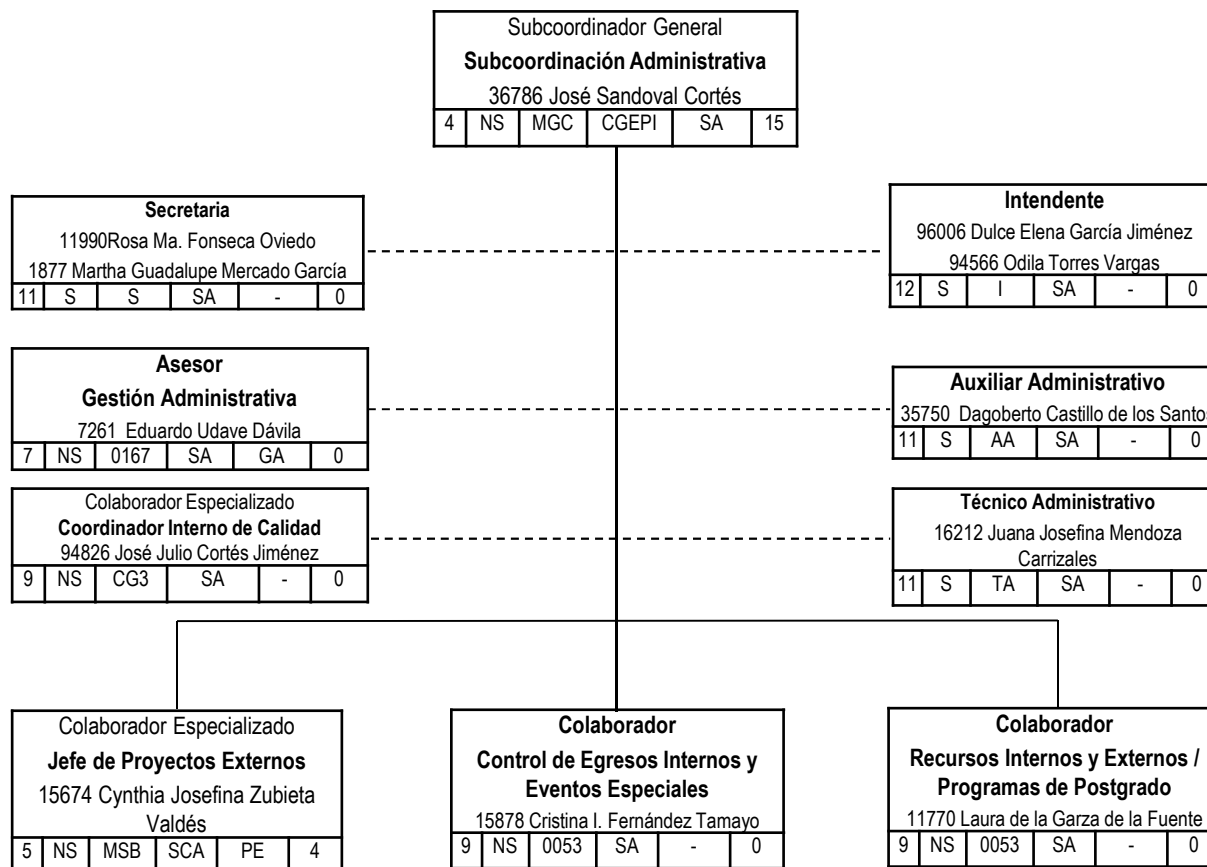 Subcoordinador General
Subcoordinación Administrativa
36786 José Sandoval Cortés
4 NS MGC CGEPI SA 15
Secretaria
11990Rosa Ma. Fonseca Oviedo
1877 Martha Guadalupe Mercado García
11 S S SA - 0
Intendente
96006 Dulce Elena García Jiménez
94566 Odila Torres Vargas
12 S I SA - 0
Asesor
Gestión Administrativa
7261 Eduardo Udave Dávila
7 NS 0167 SA GA 0
Auxiliar Administrativo
35750 Dagoberto Castillo de los Santos
11 S AA SA - 0
Colaborador Especializado
Coordinador Interno de Calidad
94826 José Julio Cortés Jiménez
9 NS CG3 SA - 0
Técnico Administrativo
16212 Juana Josefina Mendoza
Carrizales
11 S TA SA - 0
Colaborador Especializado
Jefe de Proyectos Externos
15674 Cynthia Josefina Zubieta
Valdés
5 NS MSB SCA PE 4
Colaborador
Control de Egresos Internos y
Eventos Especiales
15878 Cristina I. Fernández Tamayo
9 NS 0053 SA - 0
Colaborador
Recursos Internos y Externos /
Programas de Postgrado
11770 Laura de la Garza de la Fuente
9 NS 0053 SA - 0